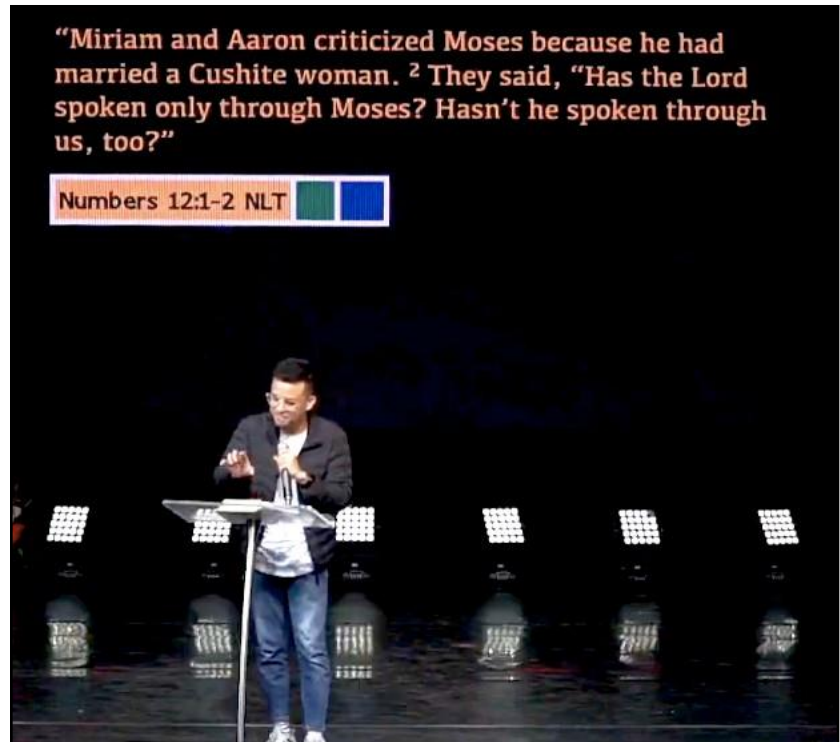 “Miriam and Aaron criticized Moses because he had
married a Cushite woman. ² They said, “Has the Lord
spoken only through Moses? Hasn’t he spoken through
us, too?”
Numbers 12:1-2 NLT